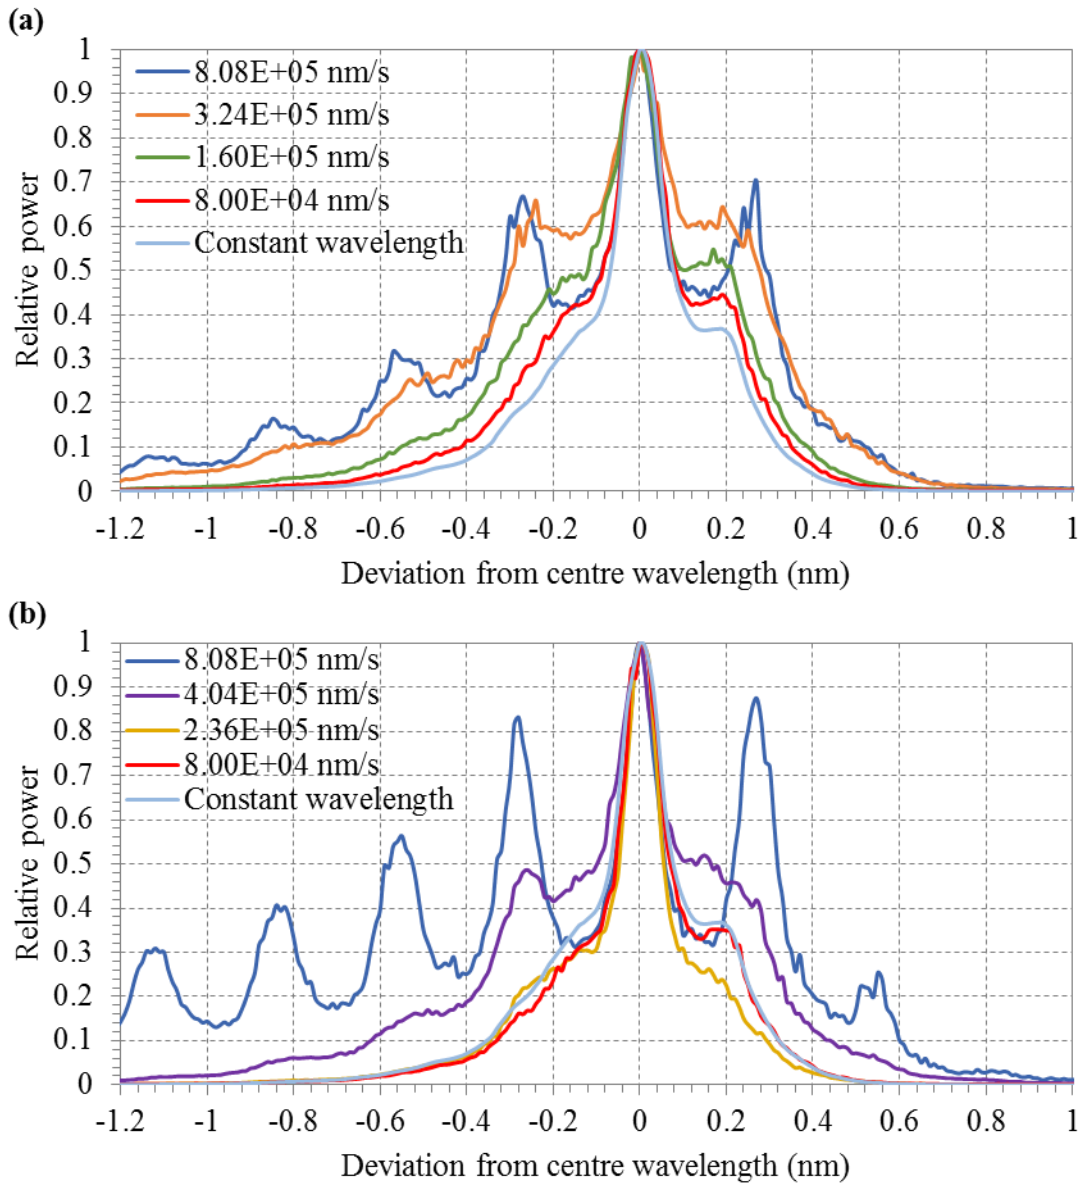 (a)
1
0.9
0.8
0.7
0.6
0.5
0.4
0.3
0.2
0.1
0
Relative power
8.08E+05 nm/s
3.24E+05 nm/s
1.60E+05 nm/s
8.00E+04 nm/s
Constant wavelength
-1.2 -1 -0.8 -0.6 -0.4 -0.2 0 0.2 0.4 0.6 0.8 1
Deviation from centre wavelength (nm)
(b)
1
0.9
0.8
0.7
0.6
0.5
0.4
0.3
0.2
0.1
0
Relative power
8.08E+05 nm/s
4.04E+05 nm/s
2.36E+05 nm/s
8.00E+04 nm/s
Constant wavelength
-1.2 -1 -0.8 -0.6 -0.4 -0.2 0 0.2 0.4 0.6 0.8 1
Deviation from centre wavelength (nm)